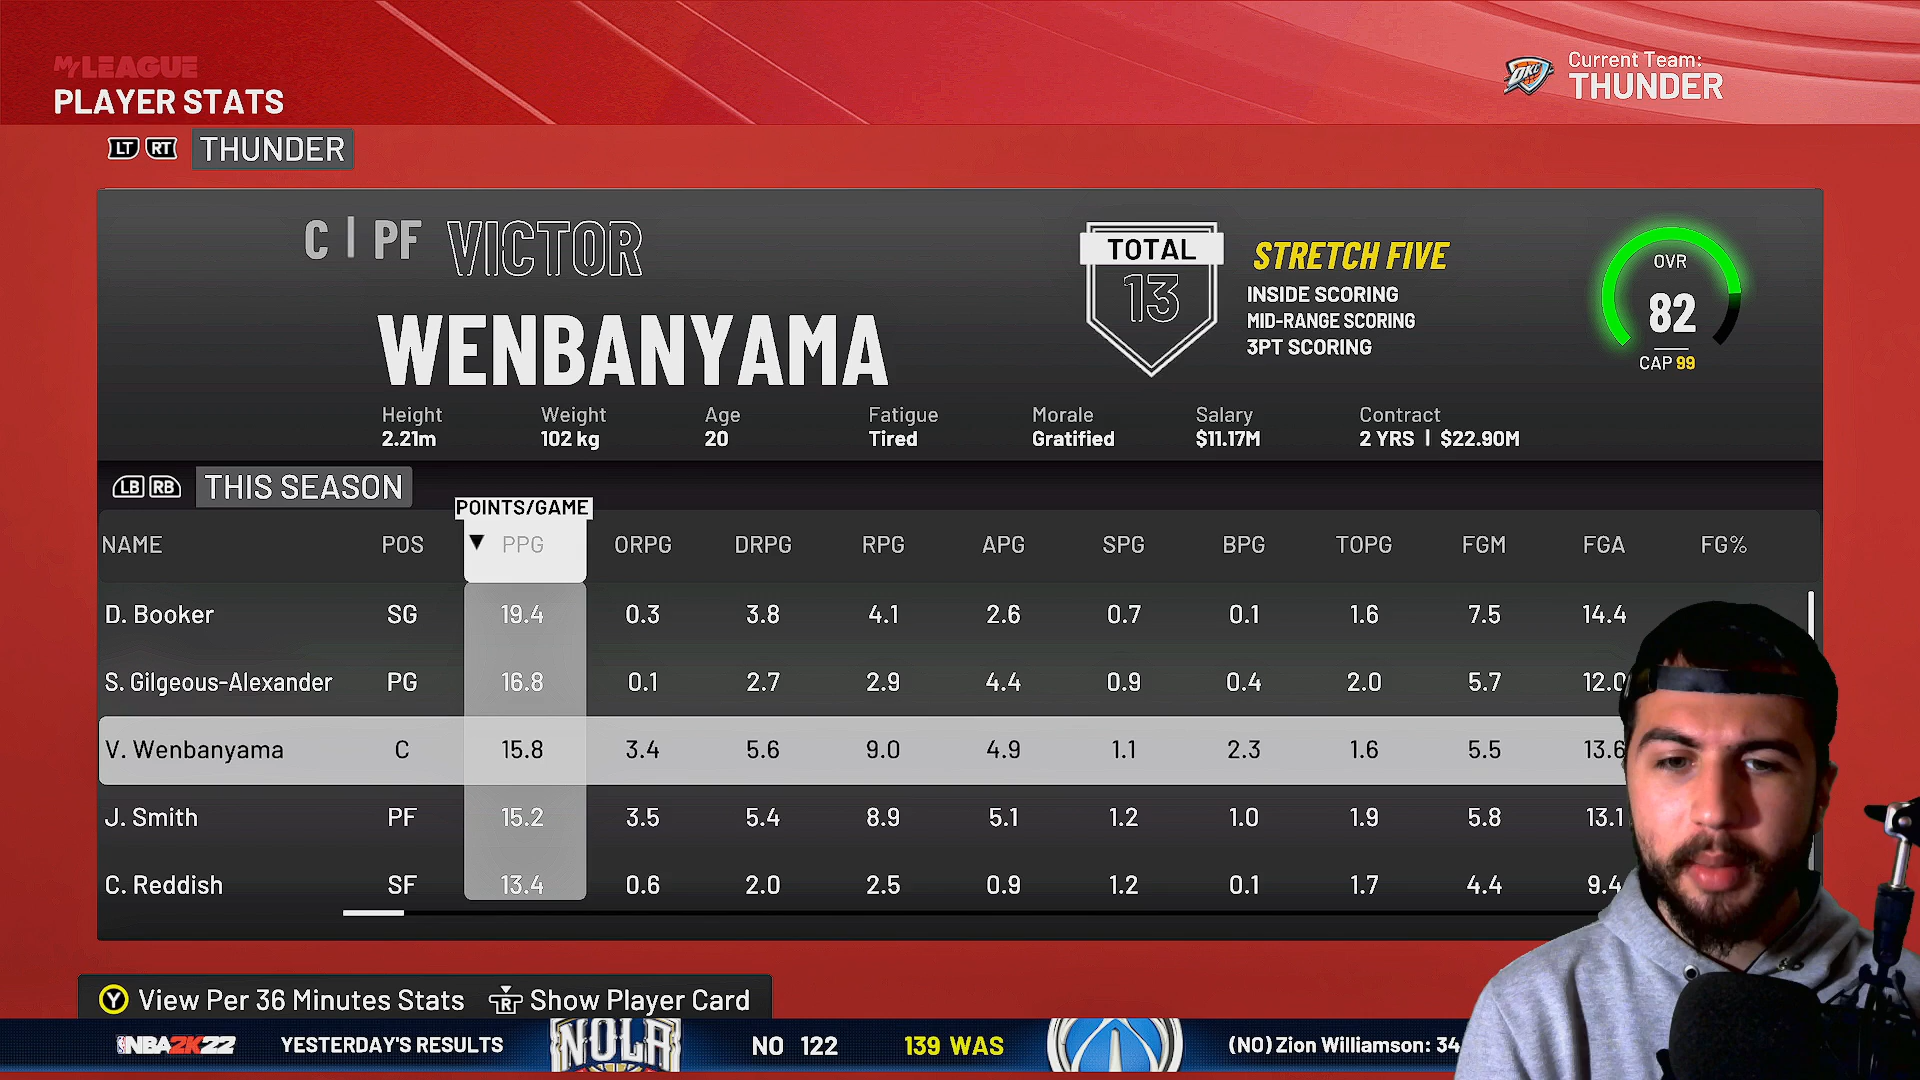 MyLEAGUE
PLAYER STATS
Current Team:
THUNDER
LT RT THUNDER
C | PF VICTOR
WENBANYAMA
TOTAL
13
STRETCH FIVE
INSIDE SCORING
MID-RANGE SCORING
3PT SCORING
OVR
82
CAP 99
Height Weight Age Fatigue Morale Salary Contract
2.21m 102 kg 20 Tired Gratified $11.17M 2 YRS | $22.90M
LB RB THIS SEASON
POINTS/GAME
NAME POS PPG ORPG DRPG RPG APG SPG BPG TOPG FGM FGA FG%
D. Booker SG 19.4 0.3 3.8 4.1 2.6 0.7 0.1 1.6 7.5 14.4
S. Gilgeous-Alexander PG 16.8 0.1 2.7 2.9 4.4 0.9 0.4 2.0 5.7 12.0
V. Wenbanyama C 15.8 3.4 5.6 9.0 4.9 1.1 2.3 1.6 5.5 13.6
J. Smith PF 15.2 3.5 5.4 8.9 5.1 1.2 1.0 1.9 5.8 13.1
C. Reddish SF 13.4 0.6 2.0 2.5 0.9 1.2 0.1 1.7 4.4 9.4
Y View Per 36 Minutes Stats R Show Player Card
NBA2K22 YESTERDAY'S RESULTS NOLA NO 122 139 WAS (NO) Zion Williamson: 34